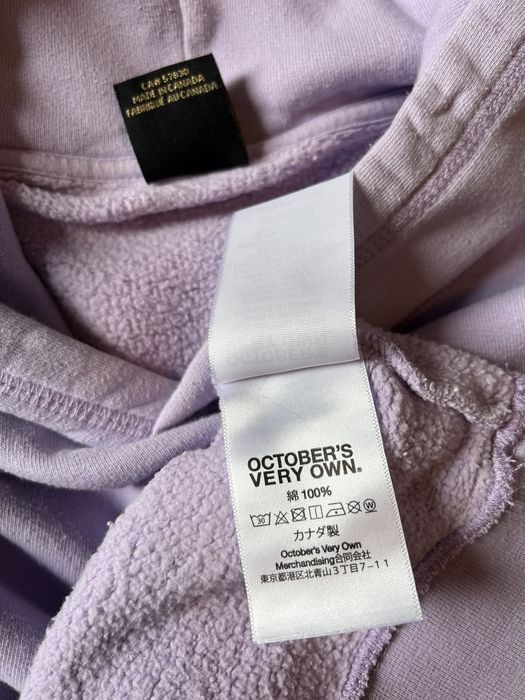 CA# 57830
MADE IN CANADA
FABRIQUÉ AU CANADA
OCTOBER'S
VERY OWN®
綿 100%
30 W
カナダ製
October's Very Own
Merchandising合同会社
東京都港区北青山3丁目7-11